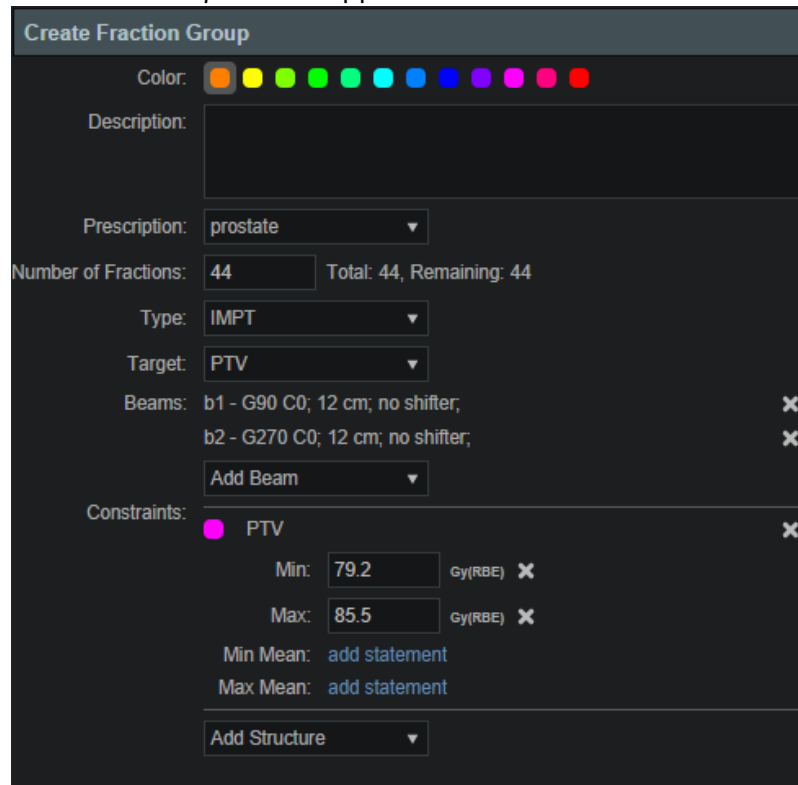 Create Fraction Group
Color:
Description:
Prescription: prostate
Number of Fractions: 44 Total: 44, Remaining: 44
Type: IMPT
Target: PTV
Beams: b1 - G90 C0; 12 cm; no shifter;
b2 - G270 C0; 12 cm; no shifter;
Add Beam
Constraints:
PTV
Min: 79.2 Gy(RBE)
Max: 85.5 Gy(RBE)
Min Mean: add statement
Max Mean: add statement
Add Structure